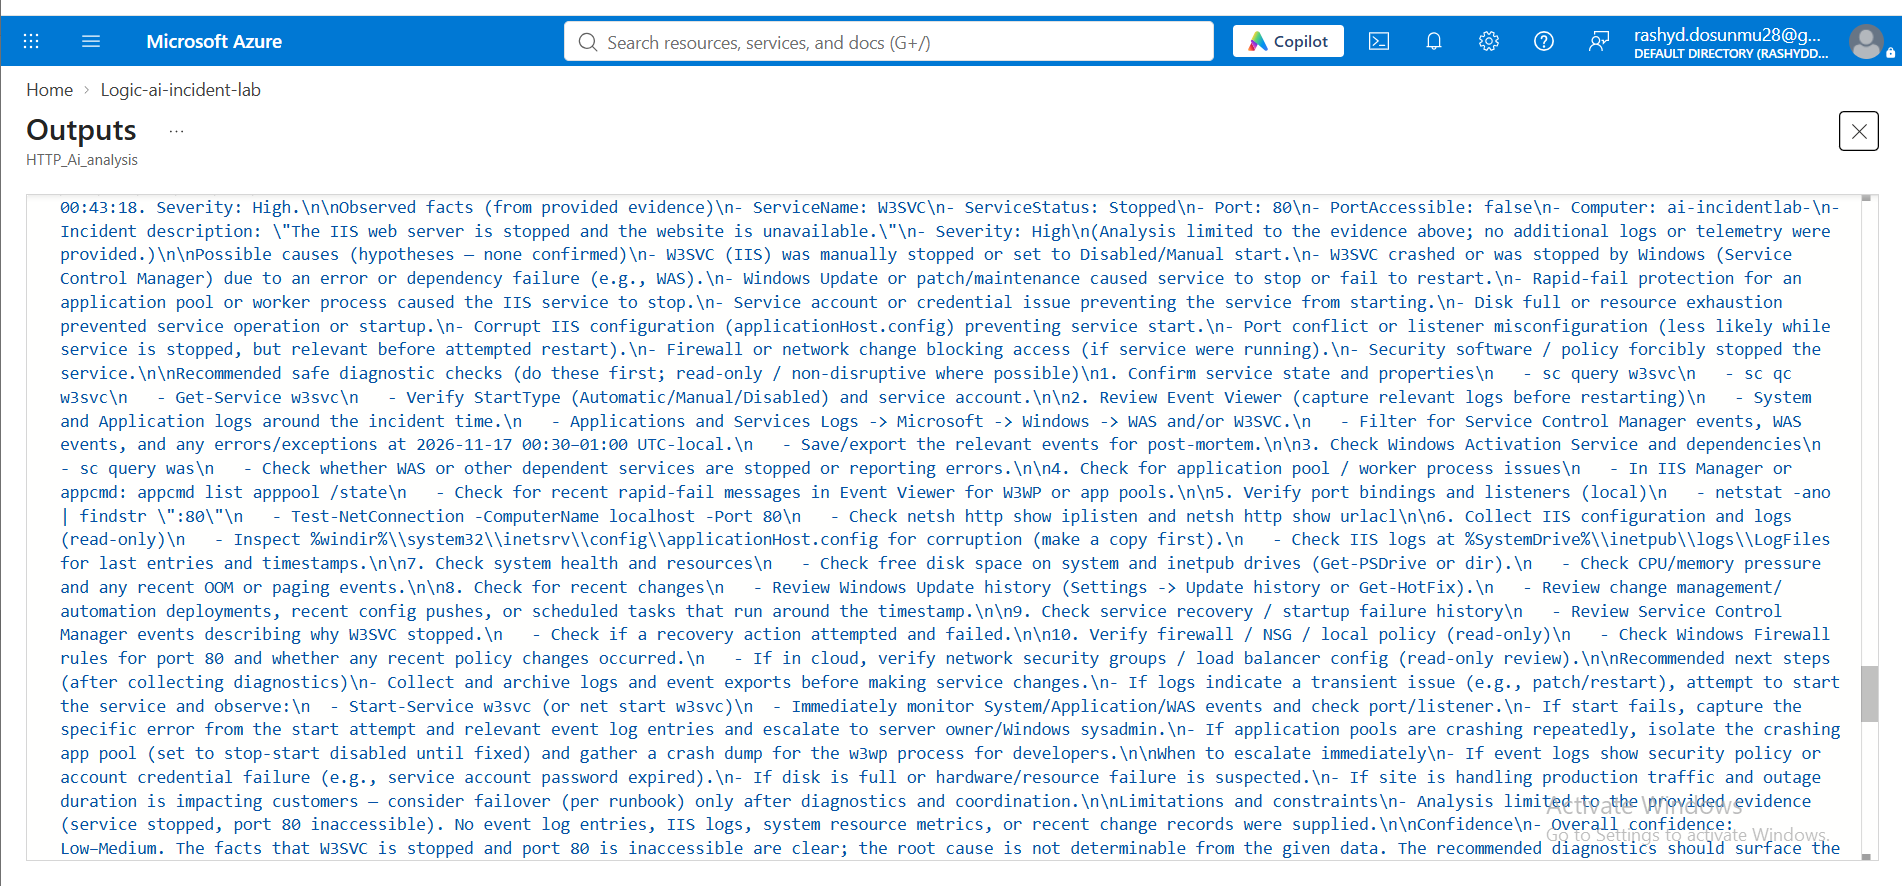 Microsoft Azure
Search resources, services, and docs (G+/)
Copilot
rashyd.dosunmu28@g...
DEFAULT DIRECTORY (RASHYDD...
Home > Logic-ai-incident-lab
Outputs ...
HTTP_Ai_analysis
00:43:18. Severity: High.\n\nObserved facts (from provided evidence)\n- ServiceName: W3SVC\n- ServiceStatus: Stopped\n- Port: 80\n- PortAccessible: false\n- Computer: ai-incidentlab-\n-
Incident description: \"The IIS web server is stopped and the website is unavailable.\"\n- Severity: High\n(Analysis limited to the evidence above; no additional logs or telemetry were
provided.)\n\nPossible causes (hypotheses — none confirmed)\n- W3SVC (IIS) was manually stopped or set to Disabled/Manual start.\n- W3SVC crashed or was stopped by Windows (Service
Control Manager) due to an error or dependency failure (e.g., WAS).\n- Windows Update or patch/maintenance caused service to stop or fail to restart.\n- Rapid-fail protection for an
application pool or worker process caused the IIS service to stop.\n- Service account or credential issue preventing the service from starting.\n- Disk full or resource exhaustion
prevented service operation or startup.\n- Corrupt IIS configuration (applicationHost.config) preventing service start.\n- Port conflict or listener misconfiguration (less likely while
service is stopped, but relevant before attempted restart).\n- Firewall or network change blocking access (if service were running).\n- Security software / policy forcibly stopped the
service.\n\nRecommended safe diagnostic checks (do these first; read-only / non-disruptive where possible)\n1. Confirm service state and properties\n   - sc query w3svc\n   - sc qc
w3svc\n   - Get-Service w3svc\n   - Verify StartType (Automatic/Manual/Disabled) and service account.\n\n2. Review Event Viewer (capture relevant logs before restarting)\n   - System
and Application logs around the incident time.\n   - Applications and Services Logs -> Microsoft -> Windows -> WAS and/or W3SVC.\n   - Filter for Service Control Manager events, WAS
events, and any errors/exceptions at 2026-11-17 00:30–01:00 UTC-local.\n   - Save/export the relevant events for post-mortem.\n\n3. Check Windows Activation Service and dependencies\n
- sc query was\n   - Check whether WAS or other dependent services are stopped or reporting errors.\n\n4. Check for application pool / worker process issues\n   - In IIS Manager or
appcmd: appcmd list apppool /state\n   - Check for recent rapid-fail messages in Event Viewer for W3WP or app pools.\n\n5. Verify port bindings and listeners (local)\n   - netstat -ano
| findstr \":80\"\n   - Test-NetConnection -ComputerName localhost -Port 80\n   - Check netsh http show iplisten and netsh http show urlacl\n\n6. Collect IIS configuration and logs
(read-only)\n   - Inspect %windir%\\system32\\inetsrv\\config\\applicationHost.config for corruption (make a copy first).\n   - Check IIS logs at %SystemDrive%\\inetpub\\logs\\LogFiles
for last entries and timestamps.\n\n7. Check system health and resources\n   - Check free disk space on system and inetpub drives (Get-PSDrive or dir).\n   - Check CPU/memory pressure
and any recent OOM or paging events.\n\n8. Check for recent changes\n   - Review Windows Update history (Settings -> Update history or Get-HotFix).\n   - Review change management/
automation deployments, recent config pushes, or scheduled tasks that run around the timestamp.\n\n9. Check service recovery / startup failure history\n   - Review Service Control
Manager events describing why W3SVC stopped.\n   - Check if a recovery action attempted and failed.\n\n10. Verify firewall / NSG / local policy (read-only)\n   - Check Windows Firewall
rules for port 80 and whether any recent policy changes occurred.\n   - If in cloud, verify network security groups / load balancer config (read-only review).\n\nRecommended next steps
(after collecting diagnostics)\n- Collect and archive logs and event exports before making service changes.\n- If logs indicate a transient issue (e.g., patch/restart), attempt to start
the service and observe:\n  - Start-Service w3svc (or net start w3svc)\n  - Immediately monitor System/Application/WAS events and check port/listener.\n- If start fails, capture the
specific error from the start attempt and relevant event log entries and escalate to server owner/Windows sysadmin.\n- If application pools are crashing repeatedly, isolate the crashing
app pool (set to stop-start disabled until fixed) and gather a crash dump for the w3wp process for developers.\n\nWhen to escalate immediately\n- If event logs show security policy or
account credential failure (e.g., service account password expired).\n- If disk is full or hardware/resource failure is suspected.\n- If site is handling production traffic and outage
duration is impacting customers — consider failover (per runbook) only after diagnostics and coordination.\n\nLimitations and constraints\n- Analysis limited to the provided evidence
(service stopped, port 80 inaccessible). No event log entries, IIS logs, system resource metrics, or recent change records were supplied.\n\nConfidence\n- Overall confidence:
Low–Medium. The facts that W3SVC is stopped and port 80 is inaccessible are clear; the root cause is not determinable from the given data. The recommended diagnostics should surface the
Activate Windows
Go to Settings to activate Windows.